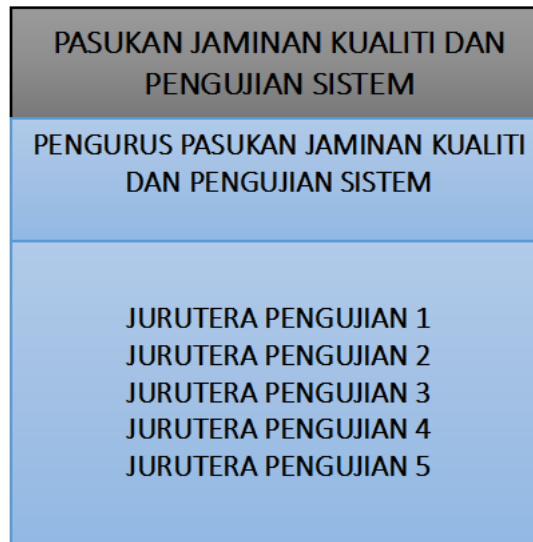 PASUKAN JAMINAN KUALITI DAN
PENGUJIAN SISTEM
PENGURUS PASUKAN JAMINAN KUALITI
DAN PENGUJIAN SISTEM
JURUTERA PENGUJIAN 1
JURUTERA PENGUJIAN 2
JURUTERA PENGUJIAN 3
JURUTERA PENGUJIAN 4
JURUTERA PENGUJIAN 5